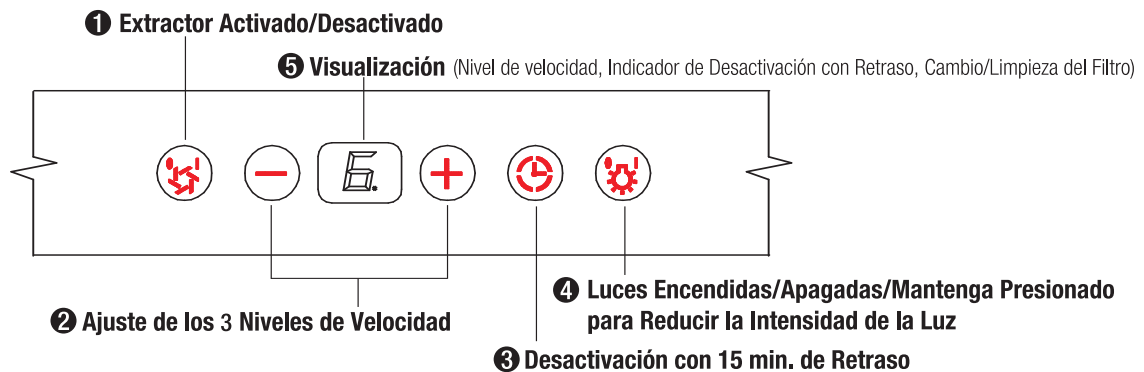 ❶ Extractor Activado/Desactivado
❺ Visualización (Nivel de velocidad, Indicador de Desactivación con Retraso, Cambio/Limpieza del Filtro)
6.
❷ Ajuste de los 3 Niveles de Velocidad
❹ Luces Encendidas/Apagadas/Mantenga Presionado
para Reducir la Intensidad de la Luz
❸ Desactivación con 15 min. de Retraso